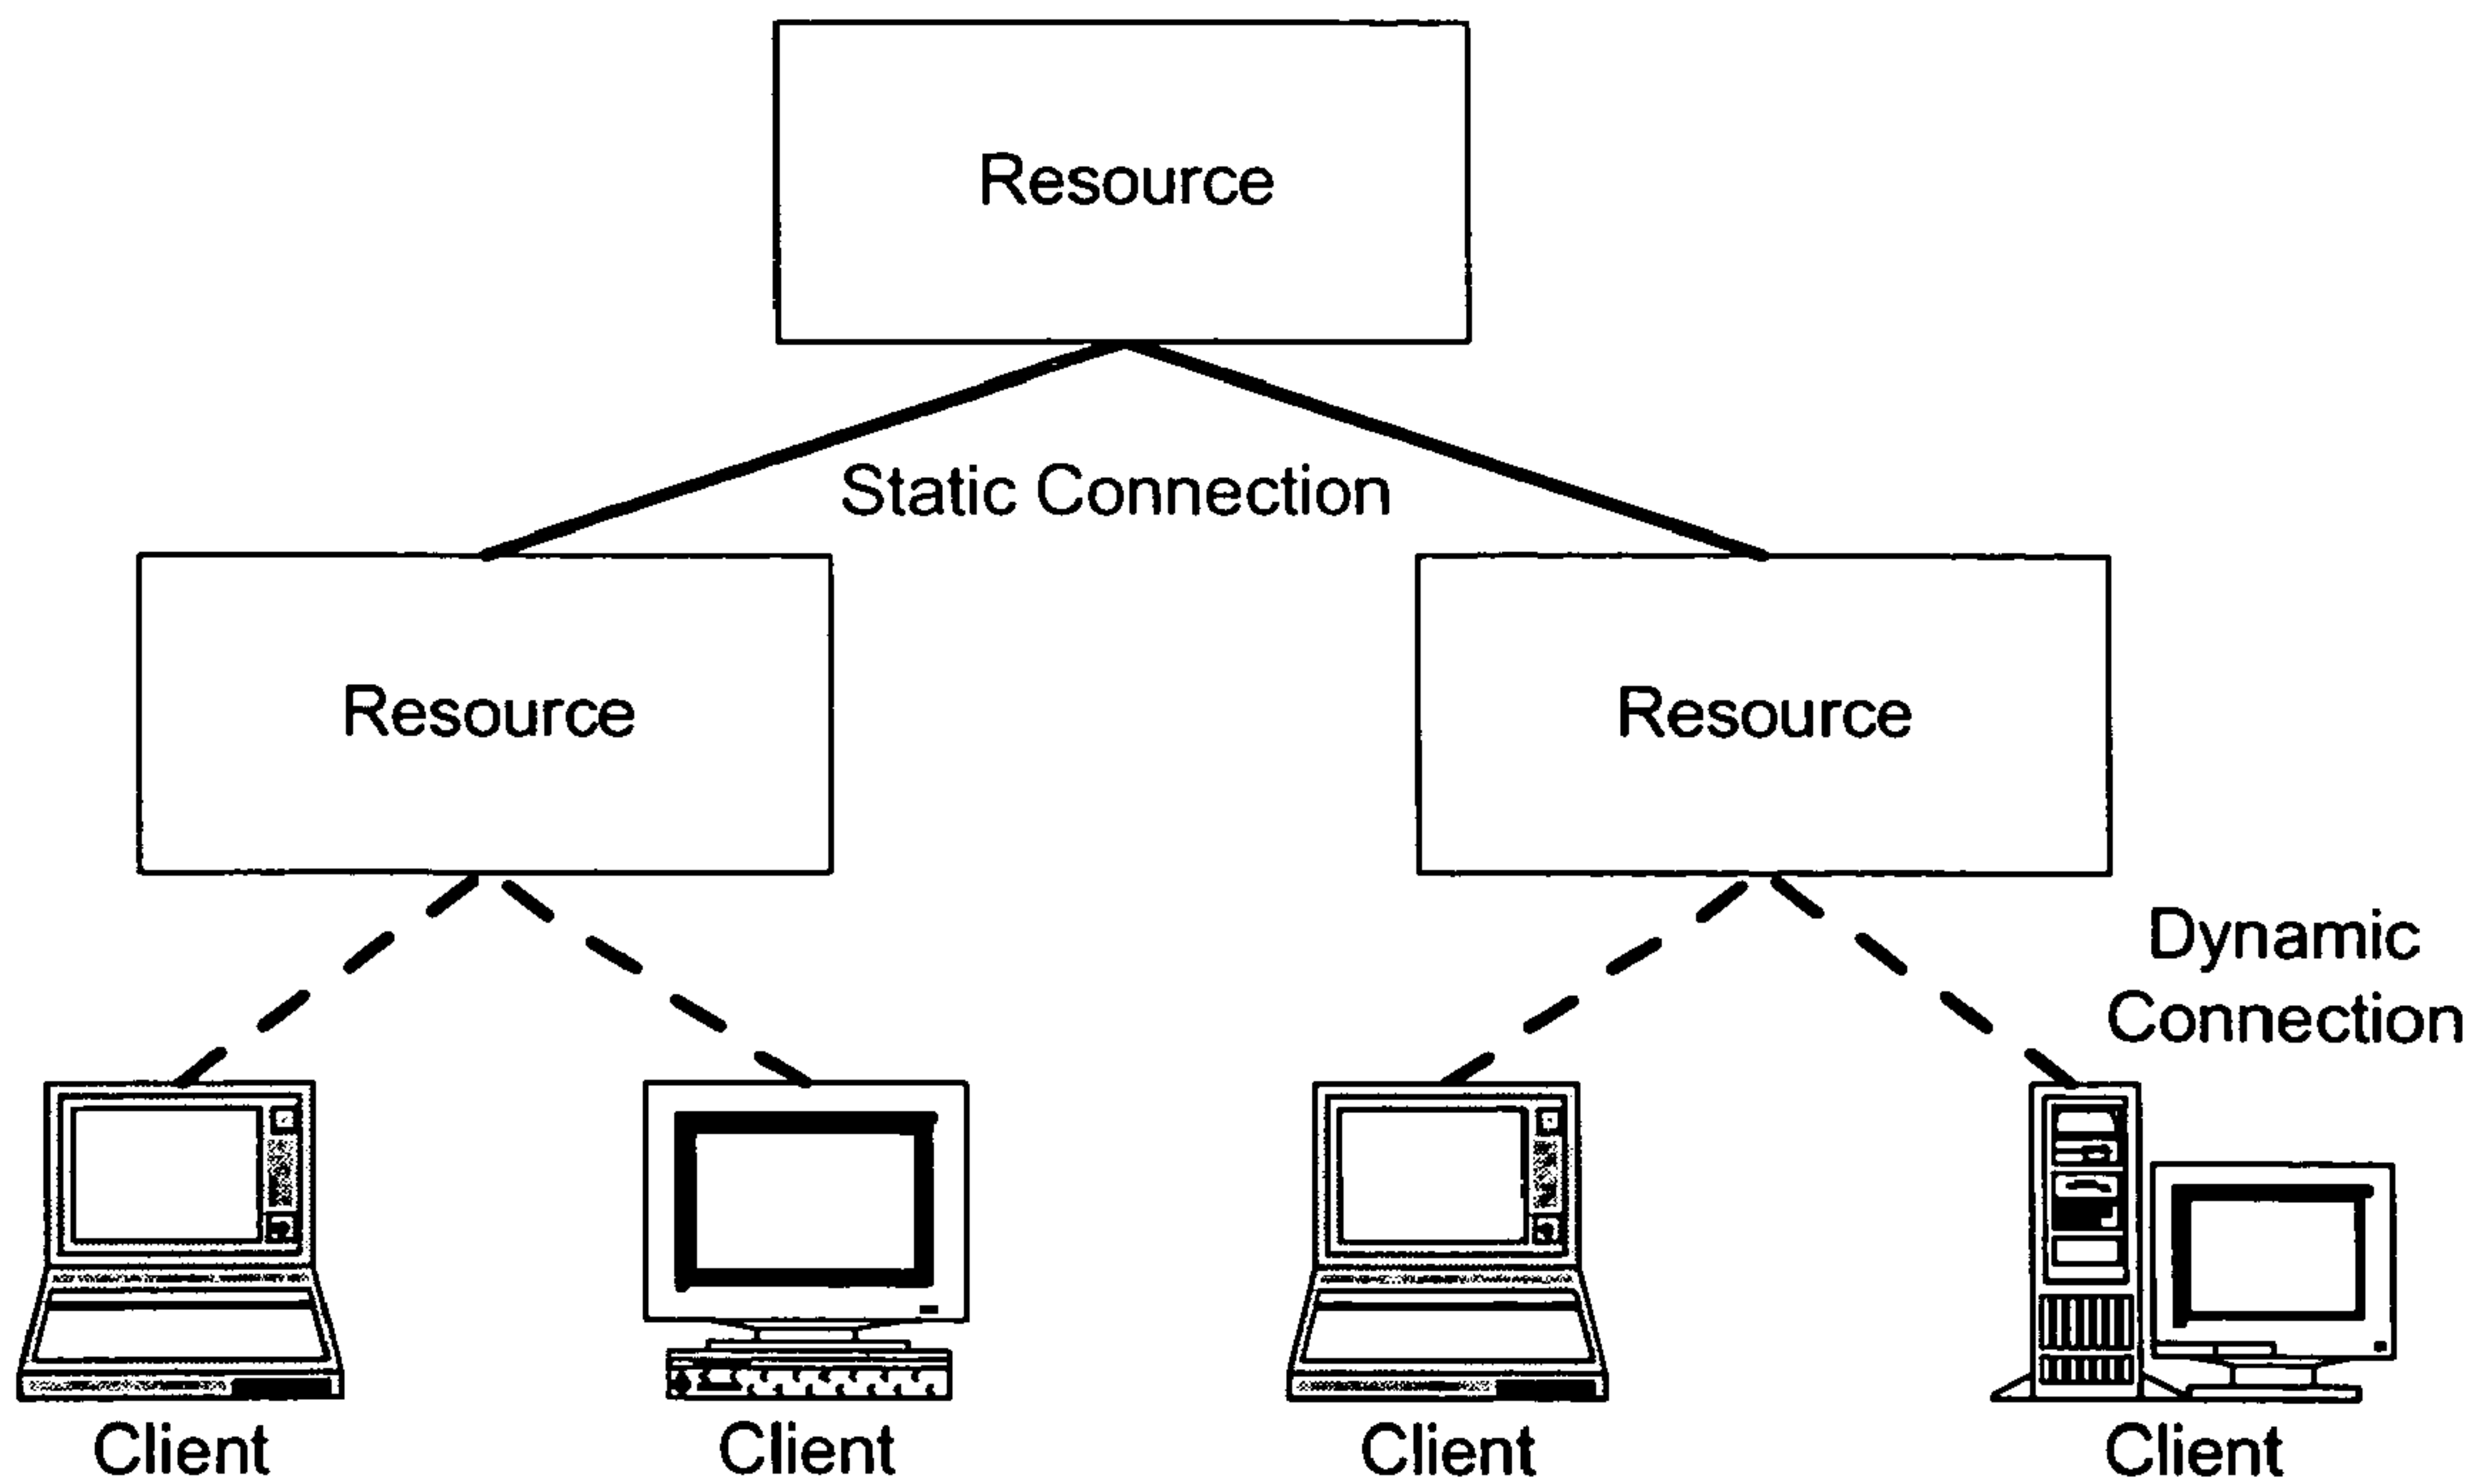 Resource
Static Connection
Resource
Resource
Dynamic
Connection
Client
Client
Client
Client